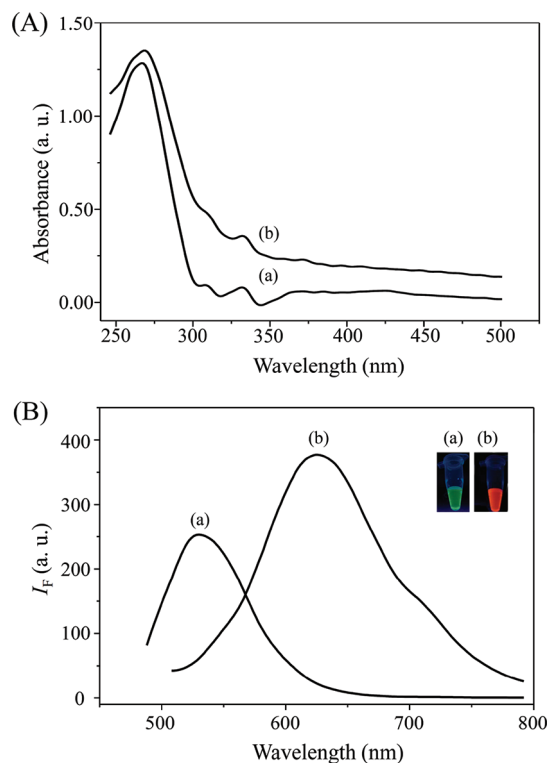 (A)
1.50
1.00
0.50
0.00
Absorbance (a. u.)
(b)
(a)
250 300 350 400 450 500
Wavelength (nm)
(B)
400
300
200
100
0
I_F (a. u.)
(b)
(a)
(a) (b)
500 600 700 800
Wavelength (nm)